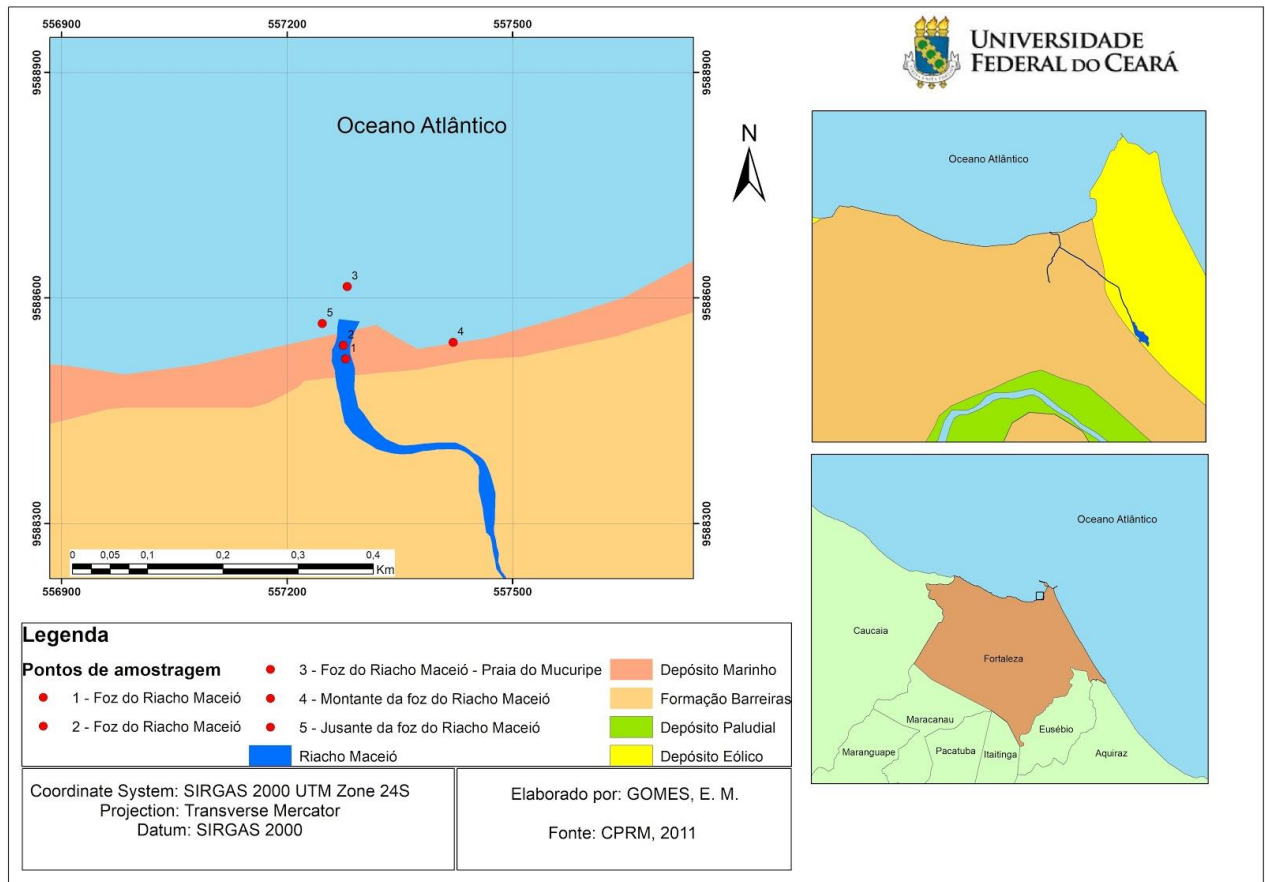 556900
557200
557500
9588900
9588900
Oceano Atlântico
N
3
9588600
9588600
5
2
4
1
9588300
9588300
0
0,05
0,1
0,2
0,3
0,4
Km
556900
557200
557500
UNIVERSIDADE
FEDERAL DO CEARÁ
Oceano Atlântico
Oceano Atlântico
Caucaia
Fortaleza
Maracanau
Eusébio
Maranguape
Pacatuba
Itaitinga
Aquiraz
Legenda
Pontos de amostragem
1 - Foz do Riacho Maceió
2 - Foz do Riacho Maceió
3 - Foz do Riacho Maceió - Praia do Mucuripe
4 - Montante da foz do Riacho Maceió
5 - Jusante da foz do Riacho Maceió
Riacho Maceió
Depósito Marinho
Formação Barreiras
Depósito Paludial
Depósito Eólico
Coordinate System: SIRGAS 2000 UTM Zone 24S
Projection: Transverse Mercator
Datum: SIRGAS 2000
Elaborado por: GOMES, E. M.
Fonte: CPRM, 2011